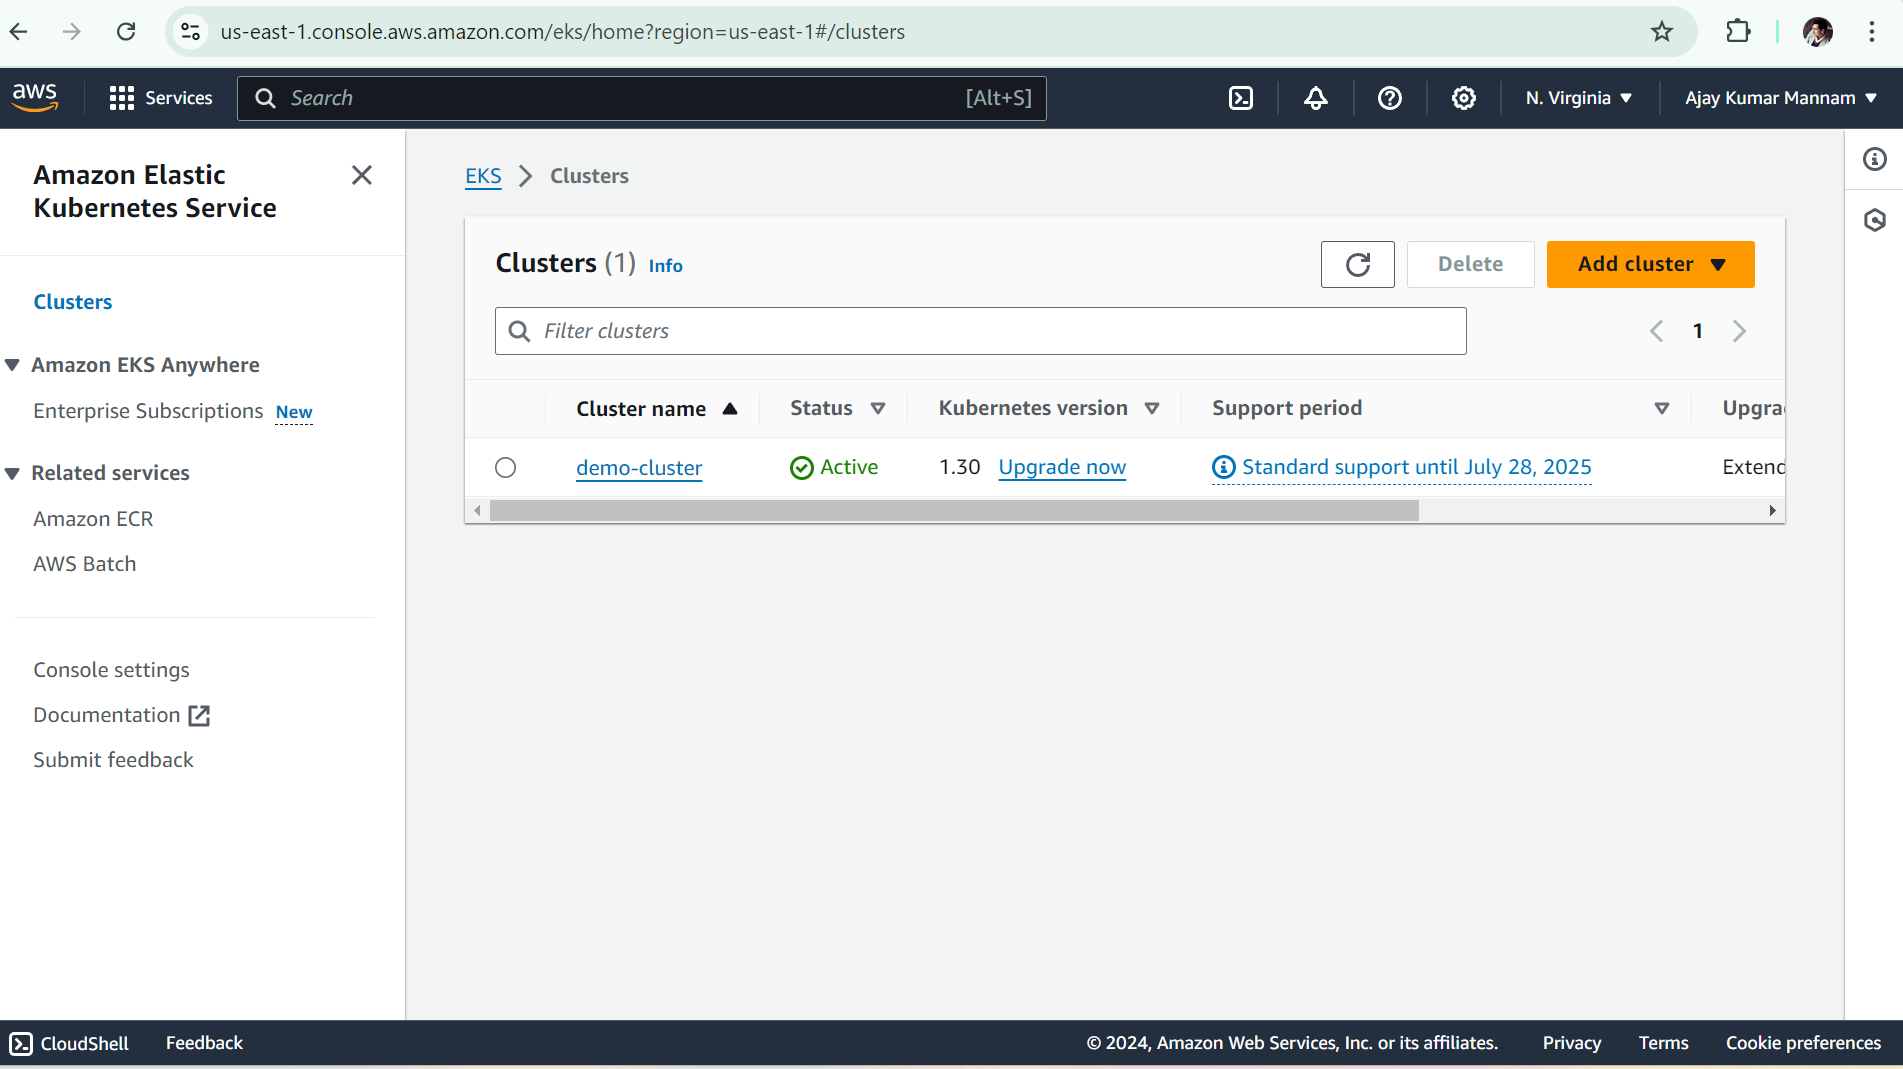 us-east-1.console.aws.amazon.com/eks/home?region=us-east-1#/clusters
aws
Services
Search
[Alt+S]
N. Virginia
Ajay Kumar Mannam
Amazon Elastic
Kubernetes Service
Clusters
Amazon EKS Anywhere
Enterprise Subscriptions New
Related services
Amazon ECR
AWS Batch
Console settings
Documentation
Submit feedback
EKS
Clusters
Clusters (1) Info
Delete
Add cluster
Filter clusters
1
Cluster name
Status
Kubernetes version
Support period
Upgra
demo-cluster
Active
1.30 Upgrade now
Standard support until July 28, 2025
Extend
CloudShell
Feedback
© 2024, Amazon Web Services, Inc. or its affiliates.
Privacy
Terms
Cookie preferences